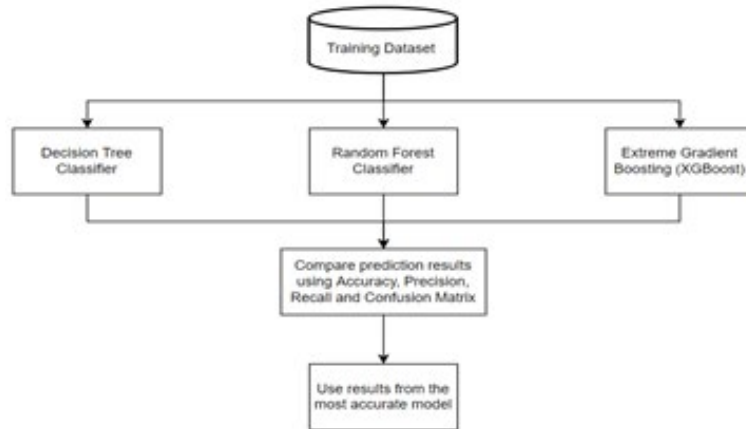 Training Dataset
Decision Tree
Classifier
Random Forest
Classifier
Extreme Gradient
Boosting (XGBoost)
Compare prediction results
using Accuracy, Precision,
Recall and Confusion Matrix
Use results from the
most accurate model